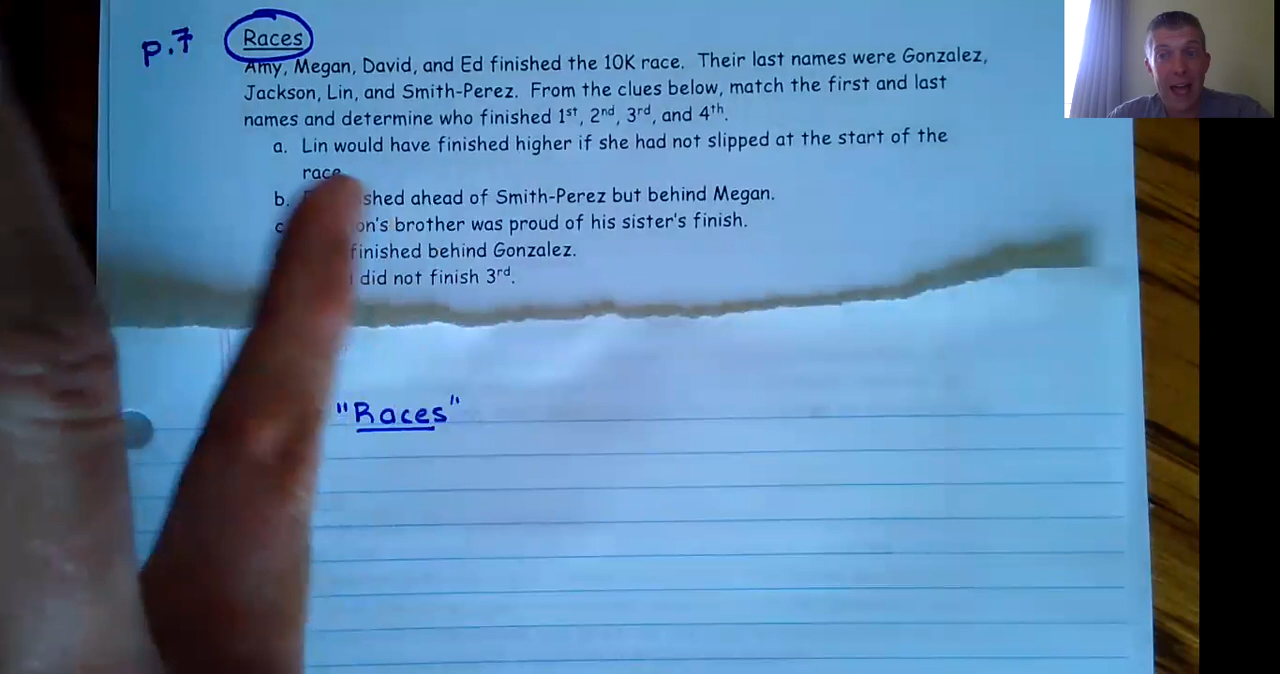 p.7 Races
Amy, Megan, David, and Ed finished the 10K race. Their last names were Gonzalez,
Jackson, Lin, and Smith-Perez. From the clues below, match the first and last
names and determine who finished 1st, 2nd, 3rd, and 4th.
a. Lin would have finished higher if she had not slipped at the start of the
race
b. ahead of Smith-Perez but behind Megan.
brother was proud of his sister's finish.
finished behind Gonzalez.
did not finish 3rd.
"Races"